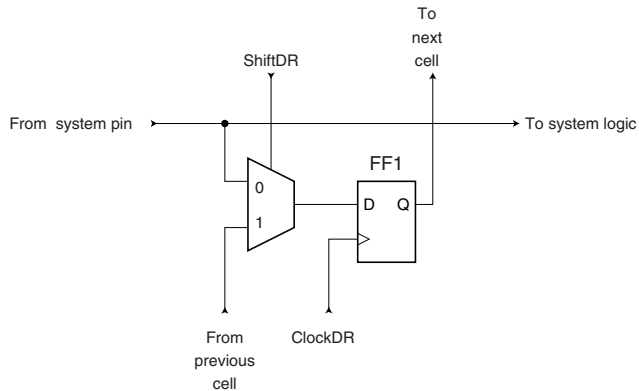 To
next
cell
ShiftDR
From system pin
To system logic
FF1
0
D Q
1
From
previous
cell
ClockDR